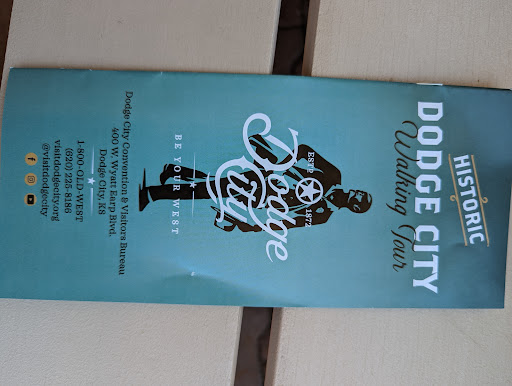 HISTORIC
DODGE CITY
Walking Tour
ESTD 1872
Dodge
City
BE YOUR WEST
Dodge City Convention & Visitors Bureau
400 W. Wyatt Earp Blvd.
Dodge City, KS
1-800-OLD-WEST
(620) 225-8186
visitdodgecity.org
@visitdodgecity